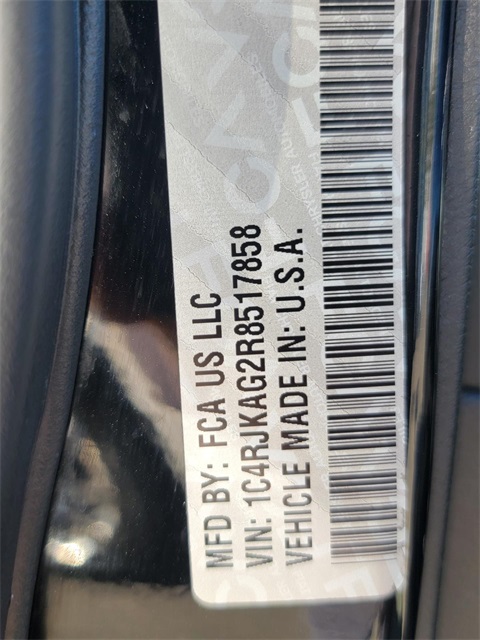 MFD BY: FCA US LLC
VIN: 1C4RJKAG2R8517858
VEHICLE MADE IN: U.S.A.